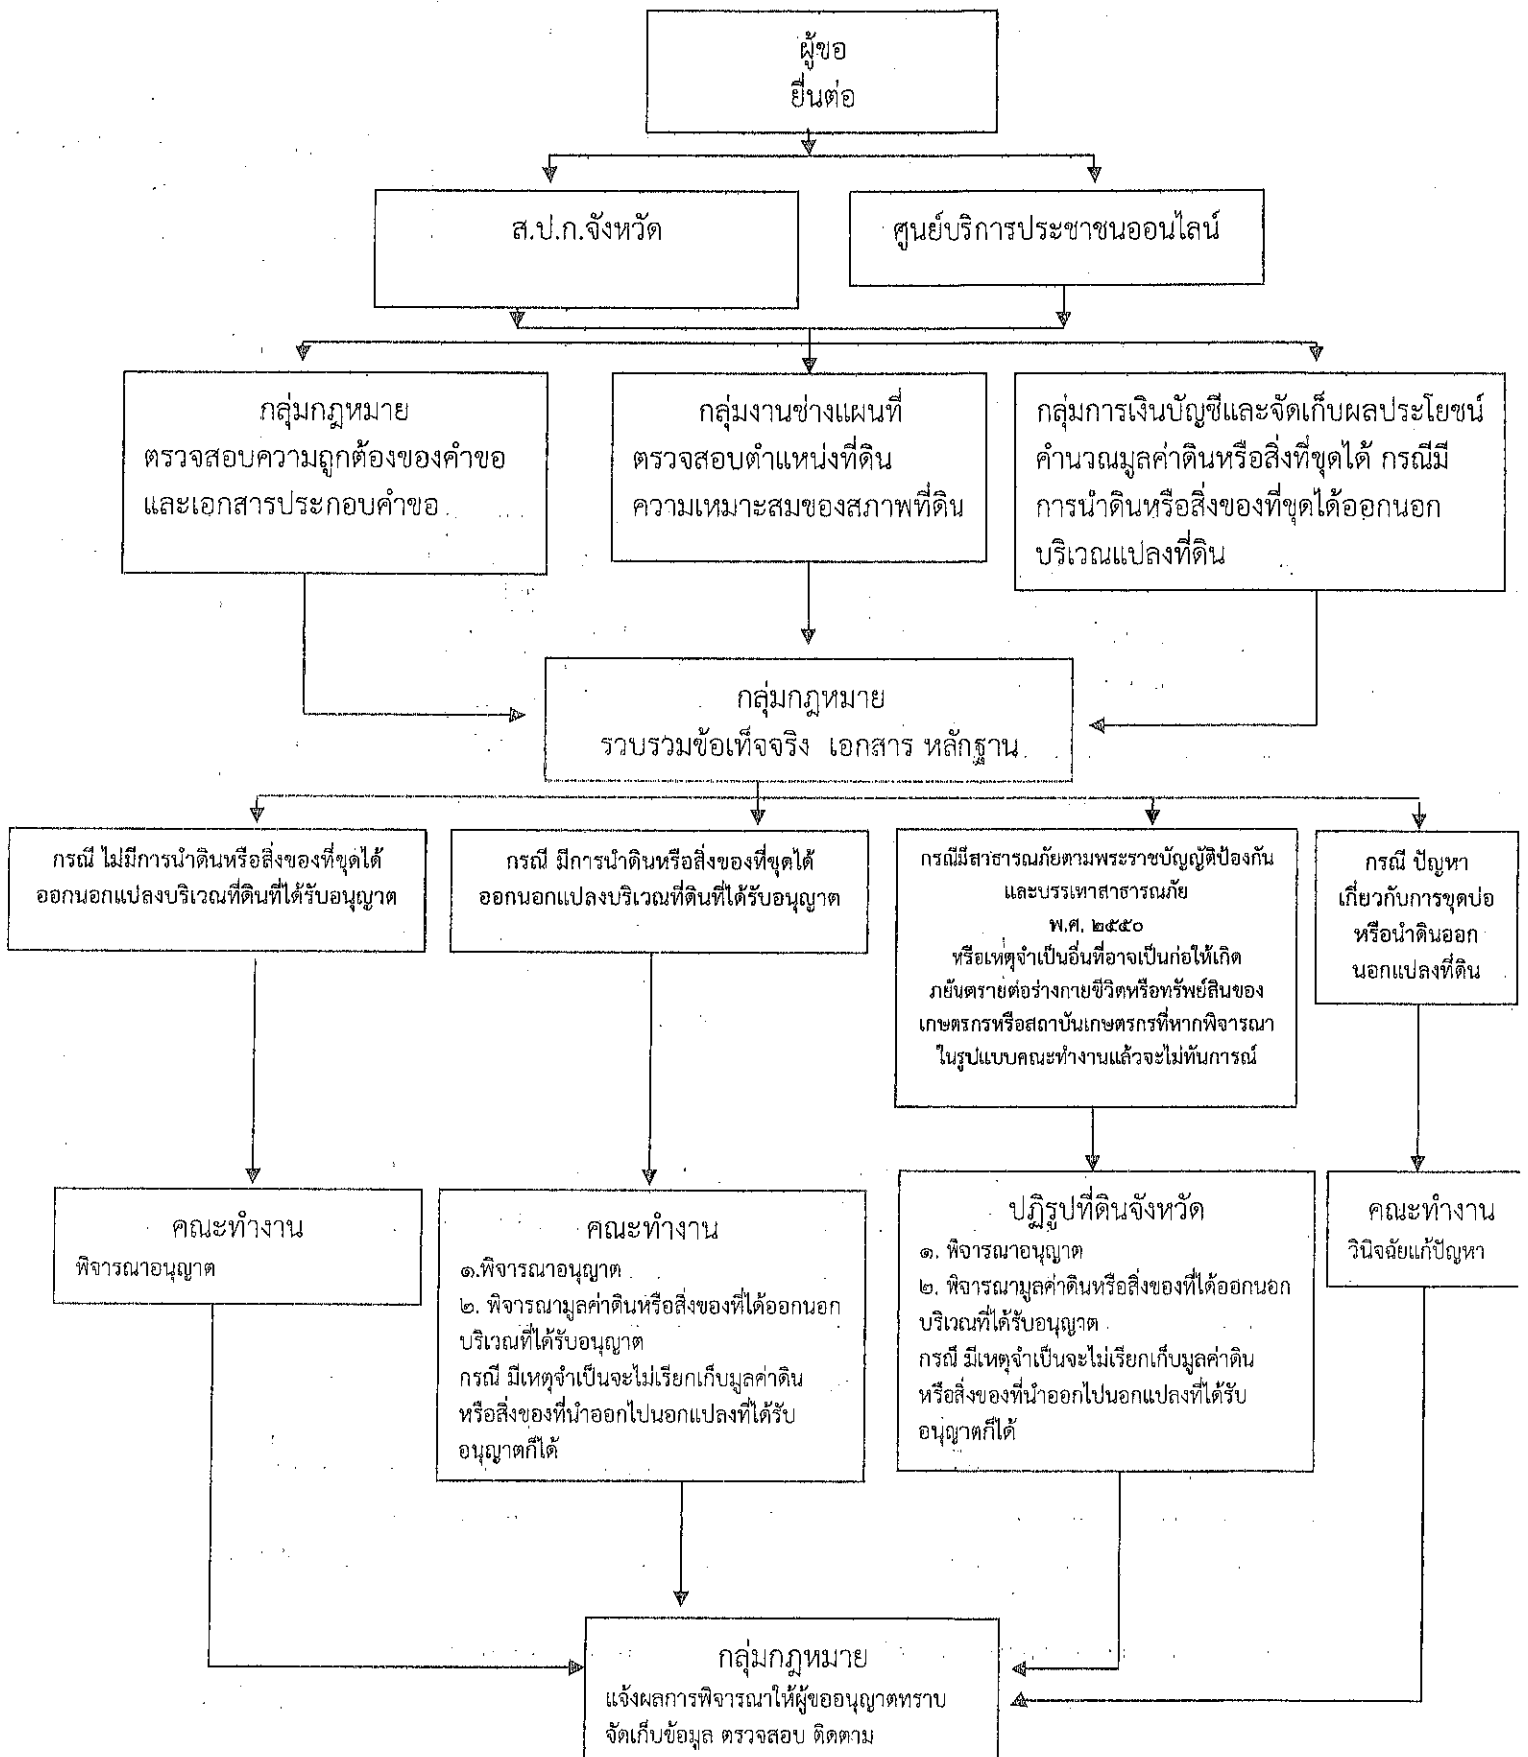 ผู้ขอ
ยื่นต่อ
ส.ป.ก.จังหวัด
ศูนย์บริการประชาชนออนไลน์
กลุ่มกฎหมาย
ตรวจสอบความถูกต้องของคำขอ
และเอกสารประกอบคำขอ
กลุ่มงานช่างแผนที่
ตรวจสอบตำแหน่งที่ดิน
ความเหมาะสมของสภาพที่ดิน
กลุ่มการเงินบัญชีและจัดเก็บผลประโยชน์
คำนวณมูลค่าดินหรือสิ่งที่ขุดได้ กรณีมี
การนำดินหรือสิ่งของที่ขุดได้ออกนอก
บริเวณแปลงที่ดิน
กลุ่มกฎหมาย
รวบรวมข้อเท็จจริง เอกสาร หลักฐาน
กรณี ไม่มีการนำดินหรือสิ่งของที่ขุดได้
ออกนอกแปลงบริเวณที่ดินที่ได้รับอนุญาต
กรณี มีการนำดินหรือสิ่งของที่ขุดได้
ออกนอกแปลงบริเวณที่ดินที่ได้รับอนุญาต
กรณีมีสาธารณภัยตามพระราชบัญญัติป้องกัน
และบรรเทาสาธารณภัย
พ.ศ. ๒๕๕๐
หรือเหตุจำเป็นอื่นที่อาจเป็นก่อให้เกิด
ภยันตรายต่อร่างกายชีวิตหรือทรัพย์สินของ
เกษตรกรหรือสถาบันเกษตรกรที่หากพิจารณา
ในรูปแบบคณะทำงานแล้วจะไม่ทันการณ์
กรณี ปัญหา
เกี่ยวกับการขุดบ่อ
หรือนำดินออก
นอกแปลงที่ดิน
คณะทำงาน
พิจารณาอนุญาต
คณะทำงาน
๑.พิจารณาอนุญาต
๒. พิจารณามูลค่าดินหรือสิ่งของที่ได้ออกนอก
บริเวณที่ได้รับอนุญาต
กรณี มีเหตุจำเป็นจะไม่เรียกเก็บมูลค่าดิน
หรือสิ่งของที่นำออกไปนอกแปลงที่ได้รับ
อนุญาตก็ได้
ปฏิรูปที่ดินจังหวัด
๑. พิจารณาอนุญาต
๒. พิจารณามูลค่าดินหรือสิ่งของที่ได้ออกนอก
บริเวณที่ได้รับอนุญาต
กรณี มีเหตุจำเป็นจะไม่เรียกเก็บมูลค่าดิน
หรือสิ่งของที่นำออกไปนอกแปลงที่ได้รับ
อนุญาตก็ได้
คณะทำงาน
วินิจฉัยแก้ปัญหา
กลุ่มกฎหมาย
แจ้งผลการพิจารณาให้ผู้ขออนุญาตทราบ
จัดเก็บข้อมูล ตรวจสอบ ติดตาม